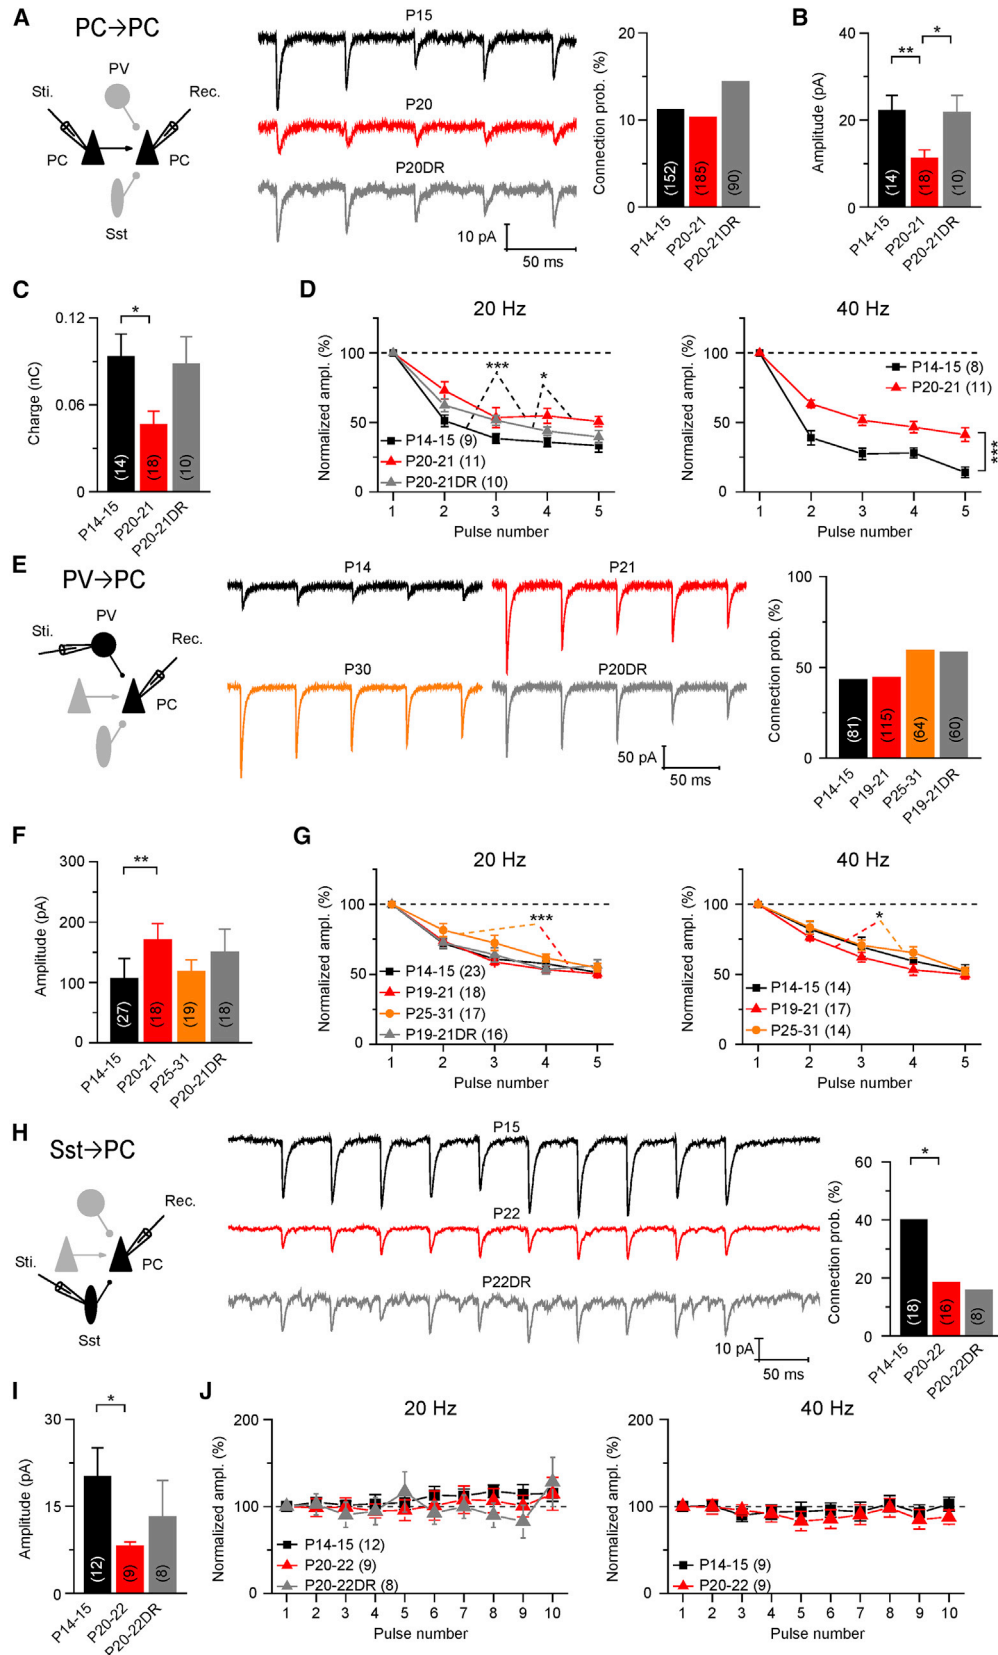 A
PC→PC
PV
Sti.
Rec.
PC
PC
Sst
P15
P20
P20DR
10 pA
50 ms
Connection prob. (%)
20
10
0
(152)
(185)
(90)
P14-15
P20-21
P20-21DR
B
Amplitude (pA)
40
20
0
**
*
(14)
(18)
(10)
P14-15
P20-21
P20-21DR
C
Charge (nC)
0.12
0.06
0
*
(14)
(18)
(10)
P14-15
P20-21
P20-21DR
D
20 Hz
Normalized ampl. (%)
100
50
0
***
*
P14-15 (9)
P20-21 (11)
P20-21DR (10)
1 2 3 4 5
Pulse number
40 Hz
Normalized ampl. (%)
100
50
0
P14-15 (8)
P20-21 (11)
***
1 2 3 4 5
Pulse number
E
PV→PC
PV
Sti.
Rec.
PC
P14
P21
P30
P20DR
50 pA
50 ms
Connection prob. (%)
100
50
0
(81)
(115)
(64)
(60)
P14-15
P19-21
P25-31
P19-21DR
F
Amplitude (pA)
300
200
100
0
**
(27)
(18)
(19)
(18)
P14-15
P20-21
P25-31
P20-21DR
G
20 Hz
Normalized ampl. (%)
100
50
0
***
P14-15 (23)
P19-21 (18)
P25-31 (17)
P19-21DR (16)
1 2 3 4 5
Pulse number
40 Hz
Normalized ampl. (%)
100
50
0
*
P14-15 (14)
P19-21 (17)
P25-31 (14)
1 2 3 4 5
Pulse number
H
Sst→PC
Rec.
Sti.
PC
Sst
P15
P22
P22DR
10 pA
50 ms
Connection prob. (%)
60
40
20
0
*
(18)
(16)
(8)
P14-15
P20-22
P20-22DR
I
Amplitude (pA)
30
15
0
*
(12)
(9)
(8)
P14-15
P20-22
P20-22DR
J
20 Hz
Normalized ampl. (%)
200
100
0
P14-15 (12)
P20-22 (9)
P20-22DR (8)
1 2 3 4 5 6 7 8 9 10
Pulse number
40 Hz
Normalized ampl. (%)
200
100
0
P14-15 (9)
P20-22 (9)
1 2 3 4 5 6 7 8 9 10
Pulse number